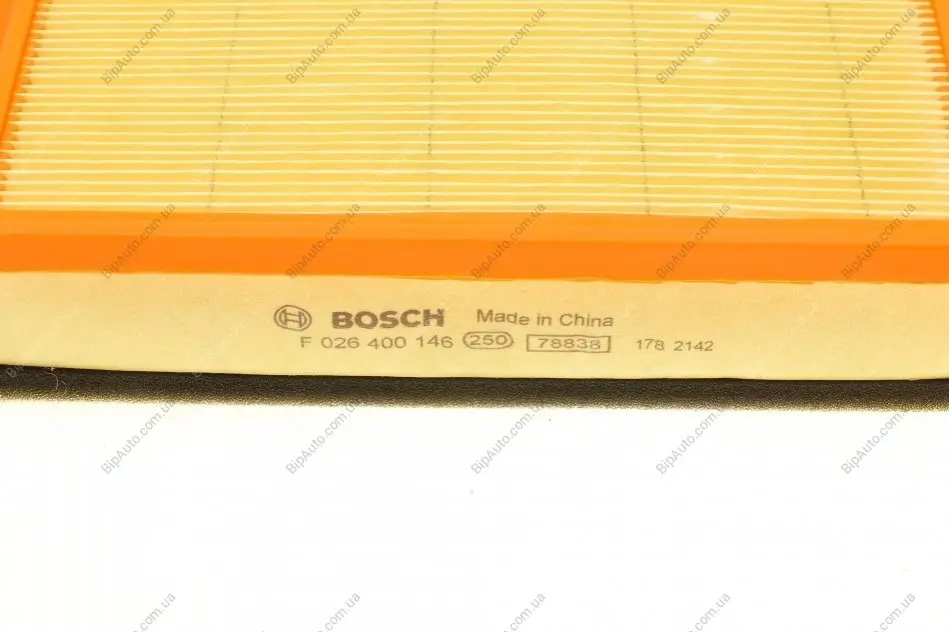 BOSCH Made in China
F 026 400 146 250 78838 178 2142
BipAuto.com.ua